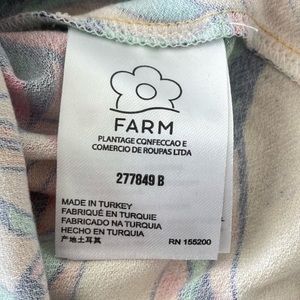 FARM
PLANTAGE CONFECCAO E
COMERCIO DE ROUPAS LTDA
277849 B
MADE IN TURKEY
FABRIQUÉ EN TURQUIE
FABRICADO NA TURQUIA
HECHO EN TURQUIA
产地土耳其 RN 155200